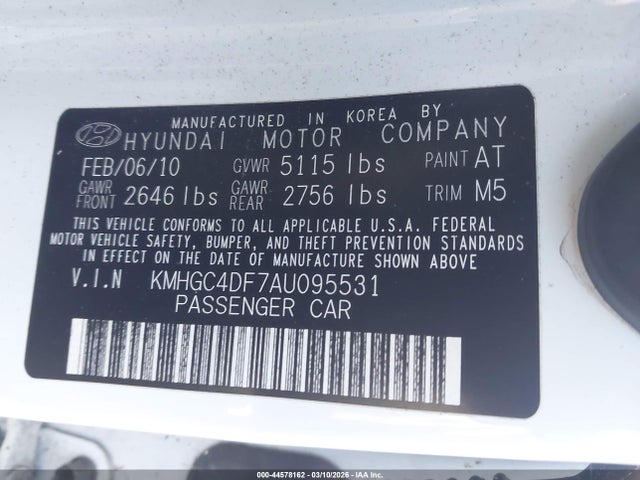 MANUFACTURED IN KOREA BY
HYUNDAI MOTOR COMPANY
FEB/06/10 GVWR 5115 lbs PAINT AT
GAWR FRONT 2646 lbs GAWR REAR 2756 lbs TRIM M5
THIS VEHICLE CONFORMS TO ALL APPLICABLE U.S.A. FEDERAL
MOTOR VEHICLE SAFETY, BUMPER, AND THEFT PREVENTION STANDARDS
IN EFFECT ON THE DATE OF MANUFACTURE SHOWN ABOVE
V.I.N KMHGC4DF7AU095531
PASSENGER CAR
000-44578162 - 03/10/2026 - IAA Inc.